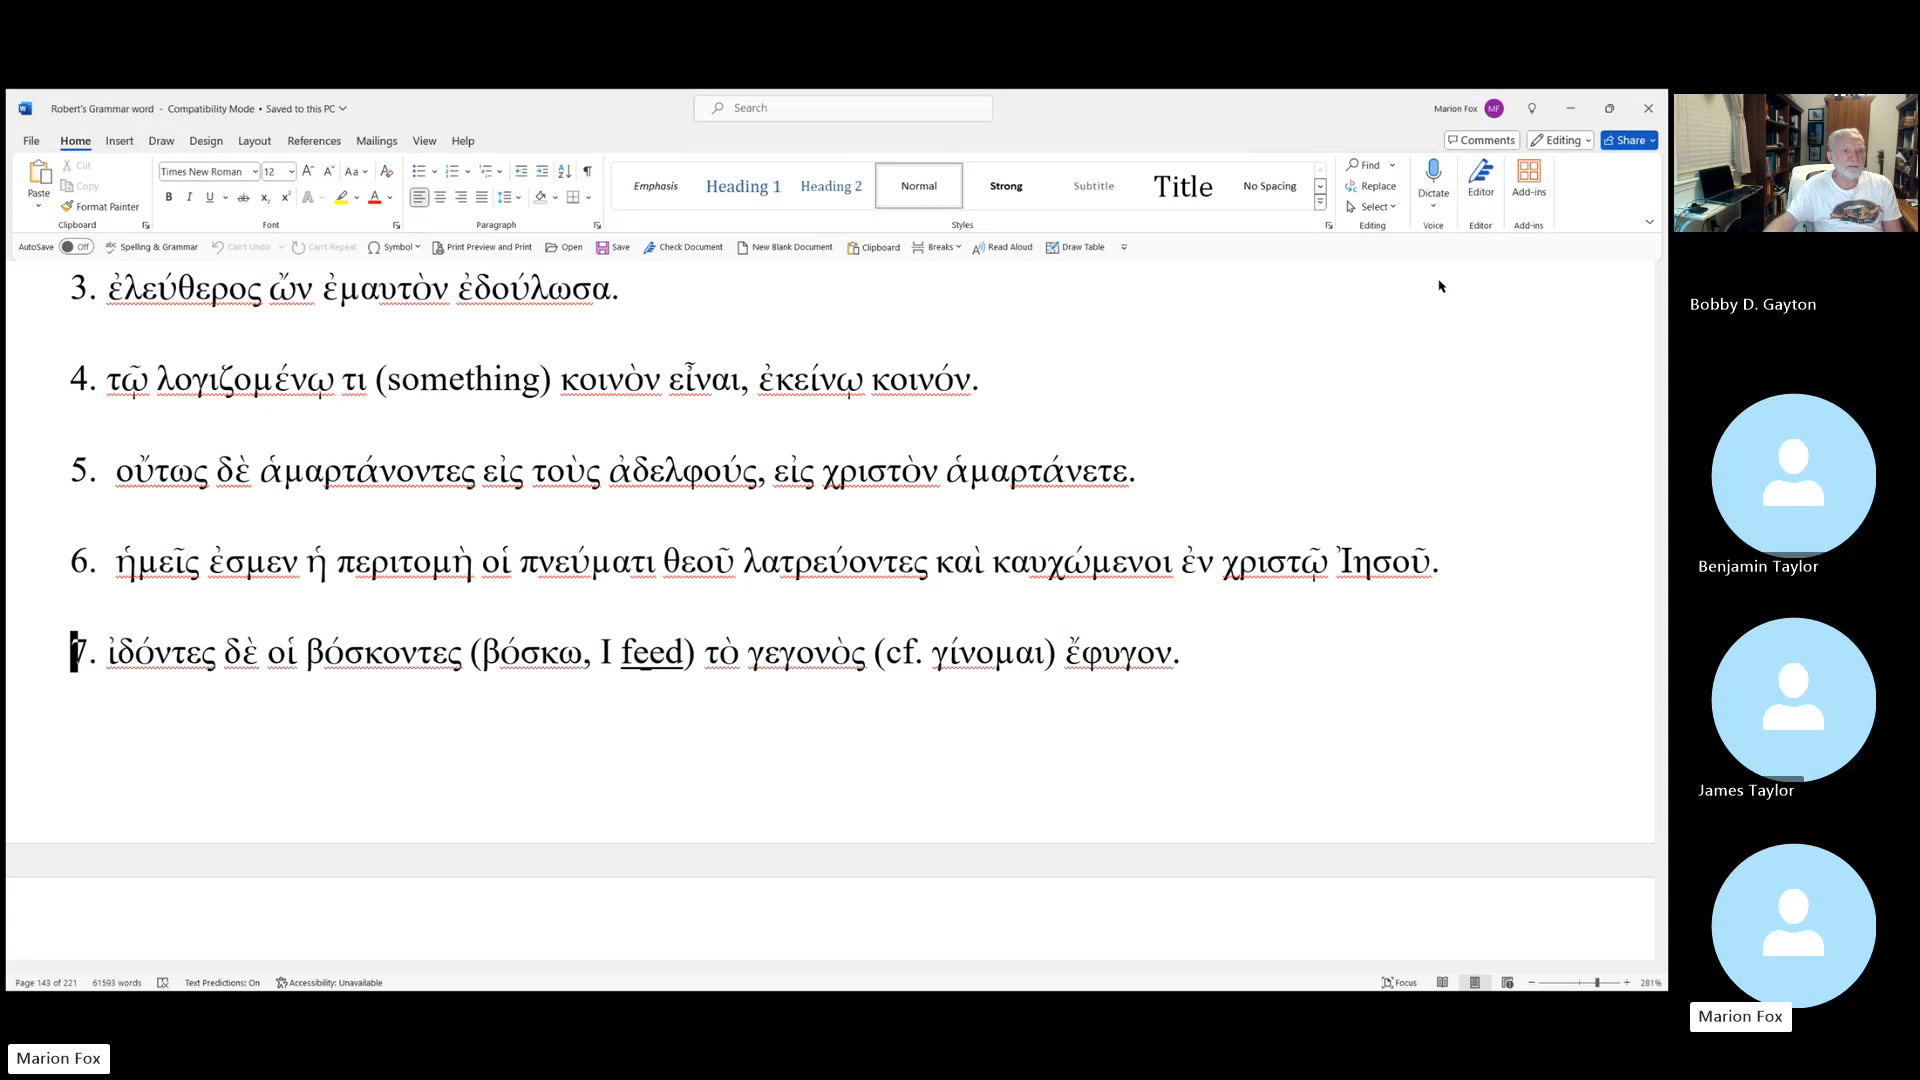 Robert's Grammar word - Compatibility Mode • Saved to this PC
Search
Marion Fox MF
File Home Insert Draw Design Layout References Mailings View Help
Comments Editing Share
Paste Cut Copy Format Painter
Times New Roman 12
Emphasis Heading 1 Heading 2 Normal Strong Subtitle Title No Spacing
Find Replace Select
Dictate Editor Add-ins
Clipboard Font Paragraph Styles Editing Voice Editor Add-ins
AutoSave Off Spelling & Grammar Can't Undo Can't Repeat Symbol Print Preview and Print Open Save Check Document New Blank Document Clipboard Breaks Read Aloud Draw Table
3. ἐλεύθερος ὤν ἐμαυτὸν ἐδούλωσα.
4. τῷ λογιζομένῳ τι (something) κοινὸν εἶναι, ἐκείνῳ κοινόν.
5. οὔτως δὲ ἁμαρτάνοντες εἰς τοὺς ἀδελφούς, εἰς χριστὸν ἁμαρτάνετε.
6. ἡμεῖς ἐσμεν ἡ περιτομὴ οἱ πνεύματι θεοῦ λατρεύοντες καὶ καυχώμενοι ἐν χριστῷ Ἰησοῦ.
7. ἰδόντες δὲ οἱ βόσκοντες (βόσκω, I feed) τὸ γεγονὸς (cf. γίνομαι) ἔφυγον.
Page 143 of 221 61593 words Text Predictions: On Accessibility: Unavailable Focus 281%
Bobby D. Gayton
Benjamin Taylor
James Taylor
Marion Fox
Marion Fox